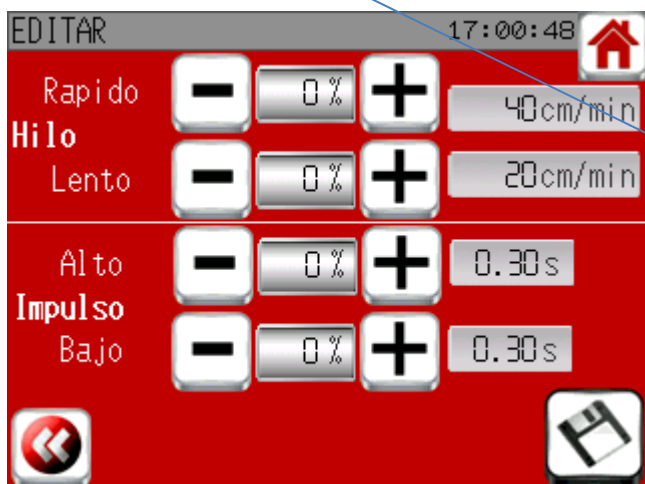 EDITAR 17:00:48
Rapido - 0% + 40cm/min
Hilo
Lento - 0% + 20cm/min
Alto - 0% + 0.30s
Impulso
Bajo - 0% + 0.30s